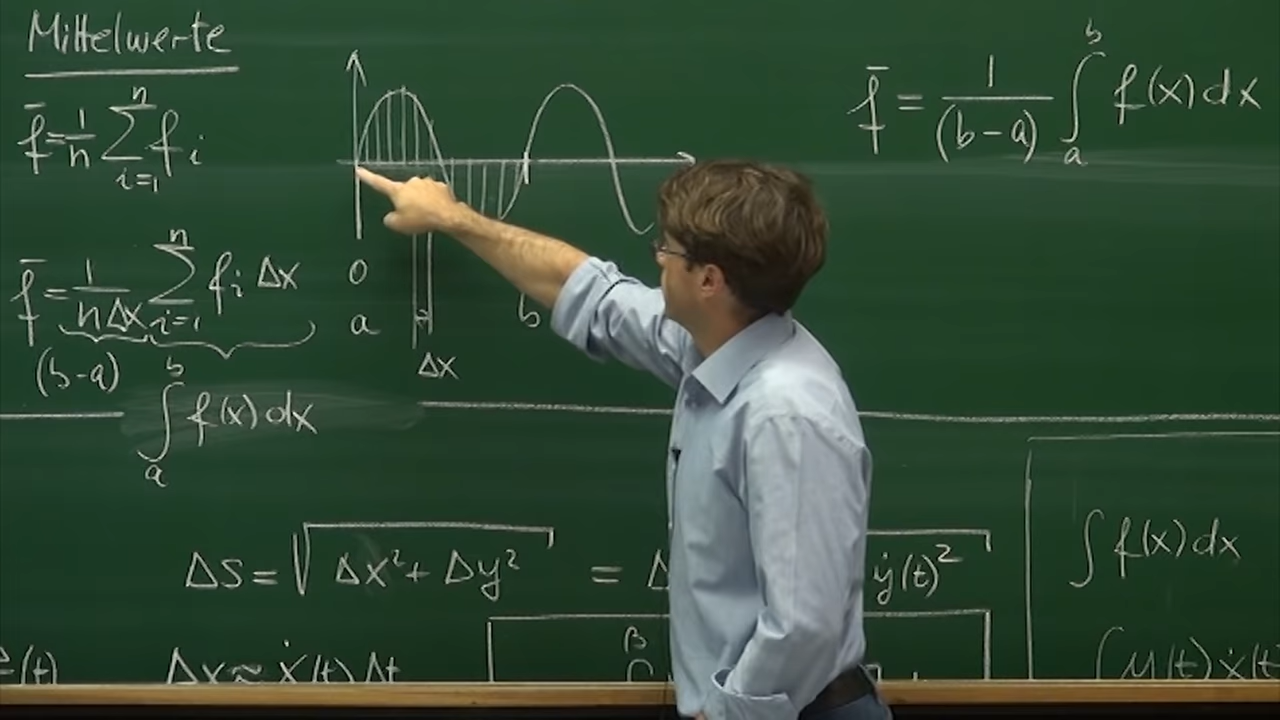 Mittelwerte
f̄ = 1/n ∑_{i=1}^{n} f_i
f̄ = 1/(n Δx) ∑_{i=1}^{n} f_i Δx
(b-a)
∫_a^b f(x) dx
0
a
b
Δx
f̄ = 1/(b-a) ∫_a^b f(x) dx
ΔS = √(Δx² + Δy²) = Δ ẏ(t)²
Δx ≈ ẋ(t) Δt
β
∫ f(x) dx